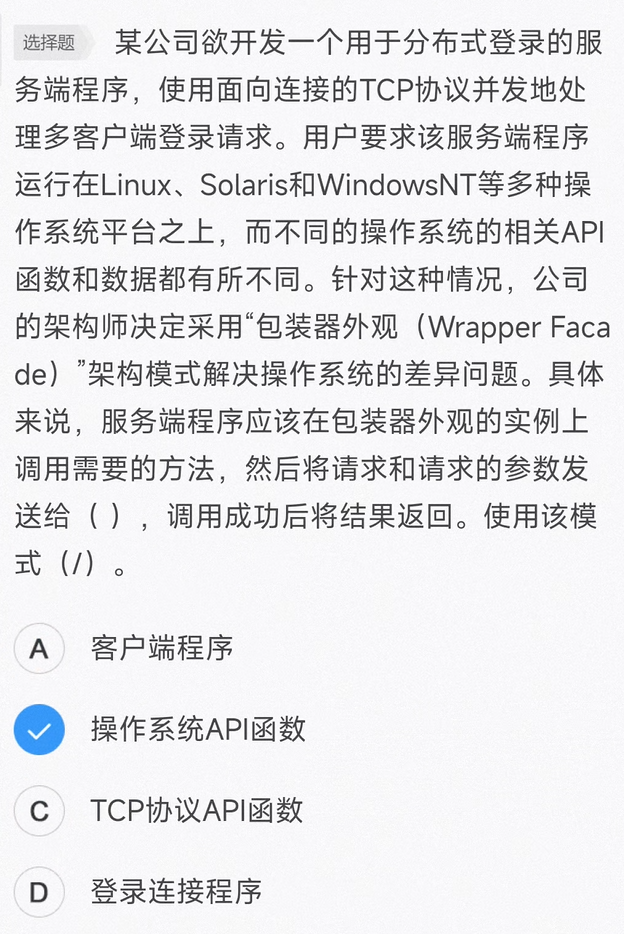 选择题 某公司欲开发一个用于分布式登录的服
务端程序，使用面向连接的TCP协议并发地处
理多客户端登录请求。用户要求该服务端程序
运行在Linux、Solaris和WindowsNT等多种操
作系统平台之上，而不同的操作系统的相关API
函数和数据都有所不同。针对这种情况，公司
的架构师决定采用“包装器外观（Wrapper Faca
de）”架构模式解决操作系统的差异问题。具体
来说，服务端程序应该在包装器外观的实例上
调用需要的方法，然后将请求和请求的参数发
送给（ ），调用成功后将结果返回。使用该模
式（/）。
A 客户端程序
操作系统API函数
C TCP协议API函数
D 登录连接程序